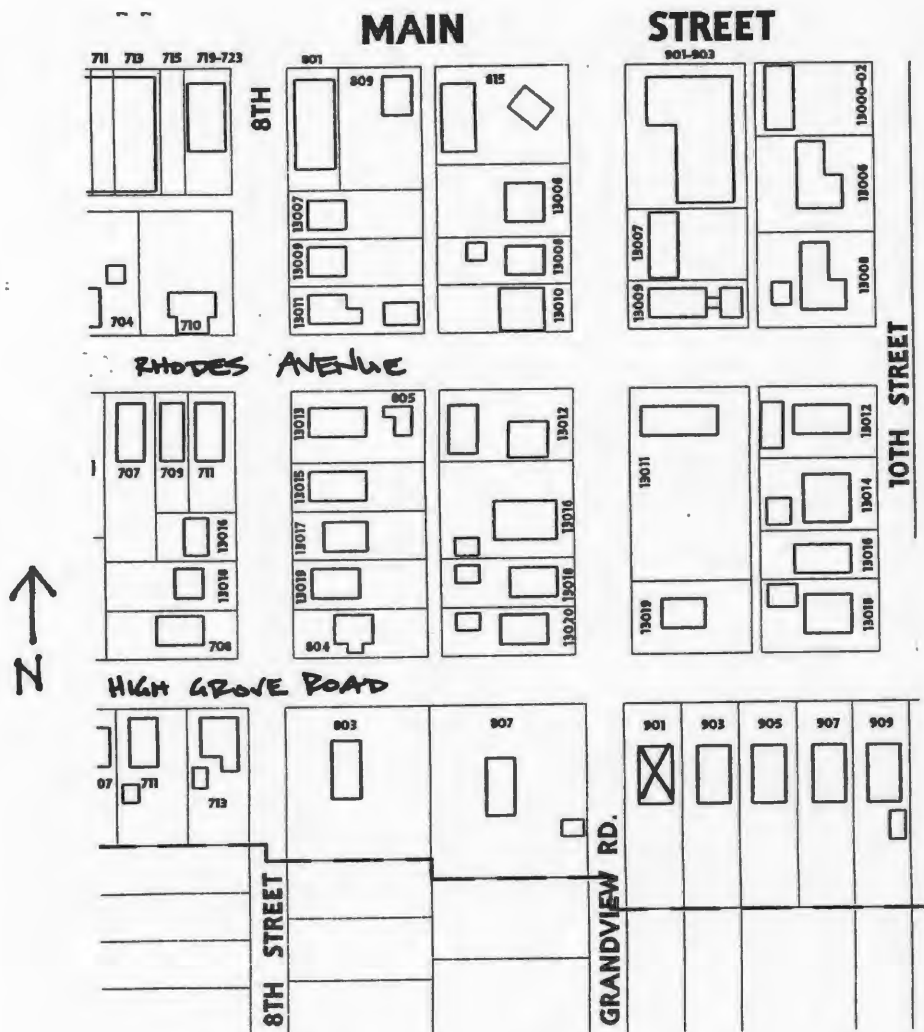 MAIN STREET
711 713 715 719-723 801 809 815 901-903 13000-02
8TH
13007 13006 13007 13006
13009 13008 13009 13008
13011 13010
704 710
RHODES AVENUE
10TH STREET
707 709 711 13013 805 13012 13011 13012
13015 13014
13016 13017 13016 13016
13018 13019 13018 13019 13018
708 804 13020
N
HIGH GROVE ROAD
07 711 713 803 807 901 903 905 907 909
8TH STREET
GRANDVIEW RD.